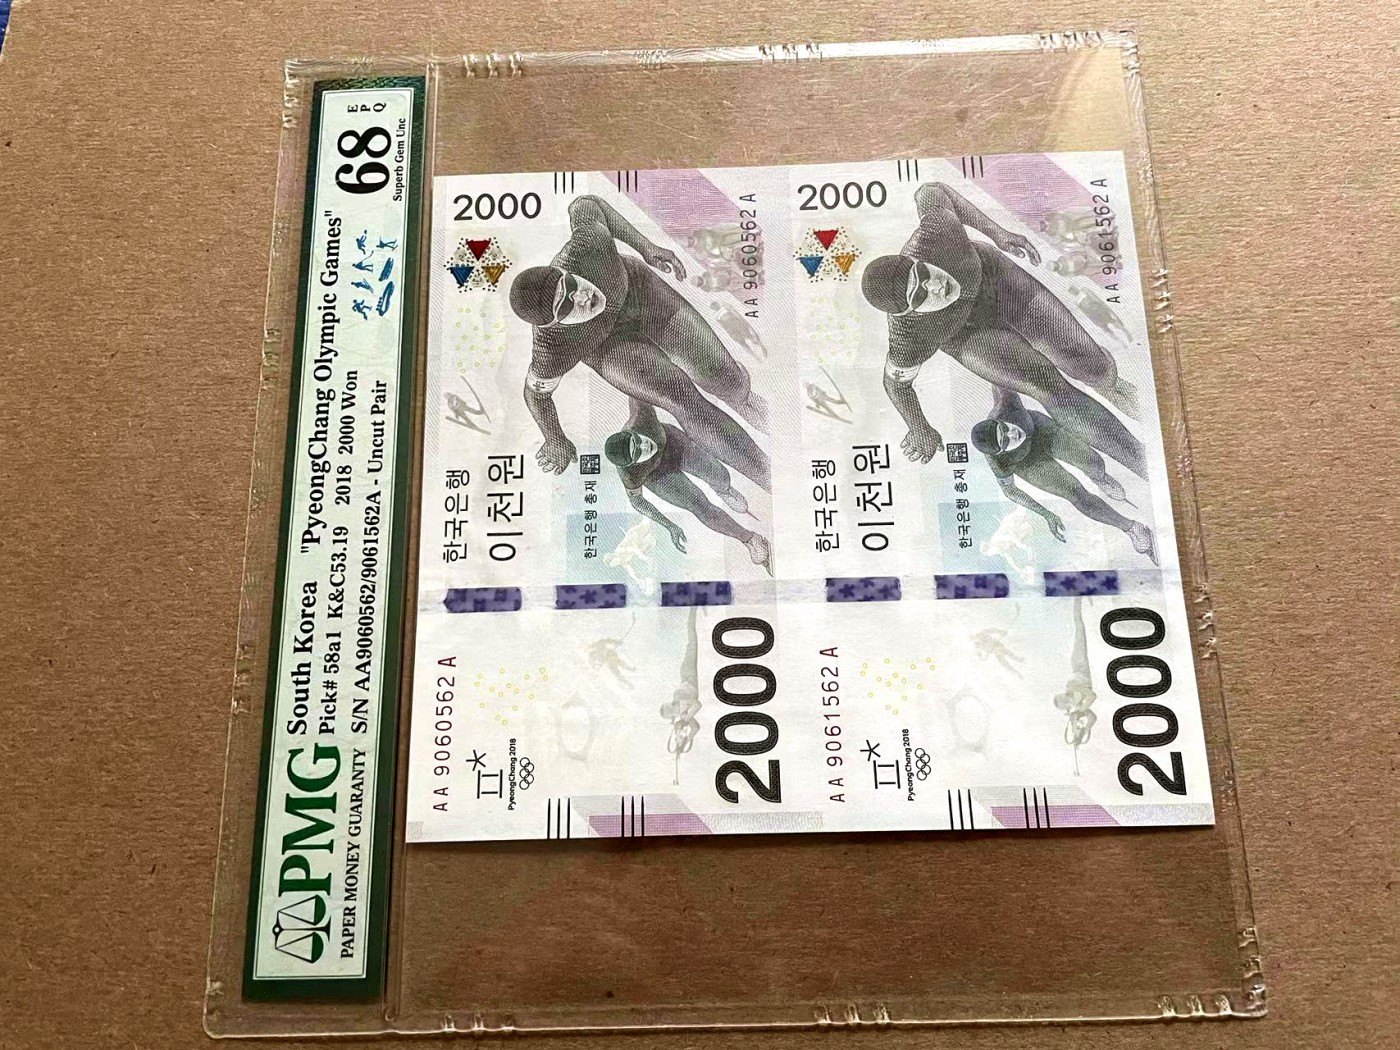 PMG
PAPER MONEY GUARANTY
South Korea "PyeongChang Olympic Games"
Pick# 58a1 K&C53.19 2018 2000 Won
S/N AA9060562/9061562A - Uncut Pair
68
EPQ
Superb Gem Unc
2000
AA 9060562 A
한국은행
이천원
한국은행 총재
AA 9060562 A
PyeongChang 2018
2000
2000
AA 9061562 A
한국은행
이천원
한국은행 총재
AA 9061562 A
PyeongChang 2018
2000